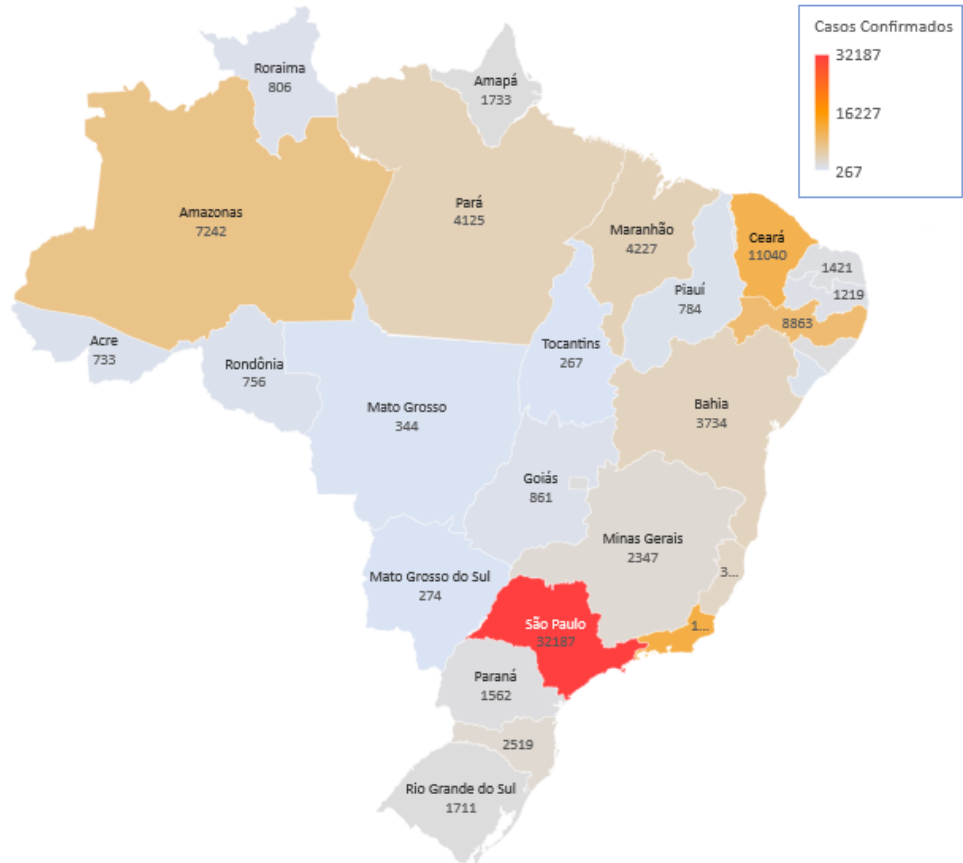 Casos Confirmados
32187
16227
267
Roraima
806
Amapá
1733
Amazonas
7242
Pará
4125
Maranhão
4227
Ceará
11040
1421
1219
Piauí
784
8863
Acre
733
Rondônia
756
Tocantins
267
Mato Grosso
344
Bahia
3734
Goiás
861
Minas Gerais
2347
3...
Mato Grosso do Sul
274
São Paulo
32187
1...
Paraná
1562
2519
Rio Grande do Sul
1711